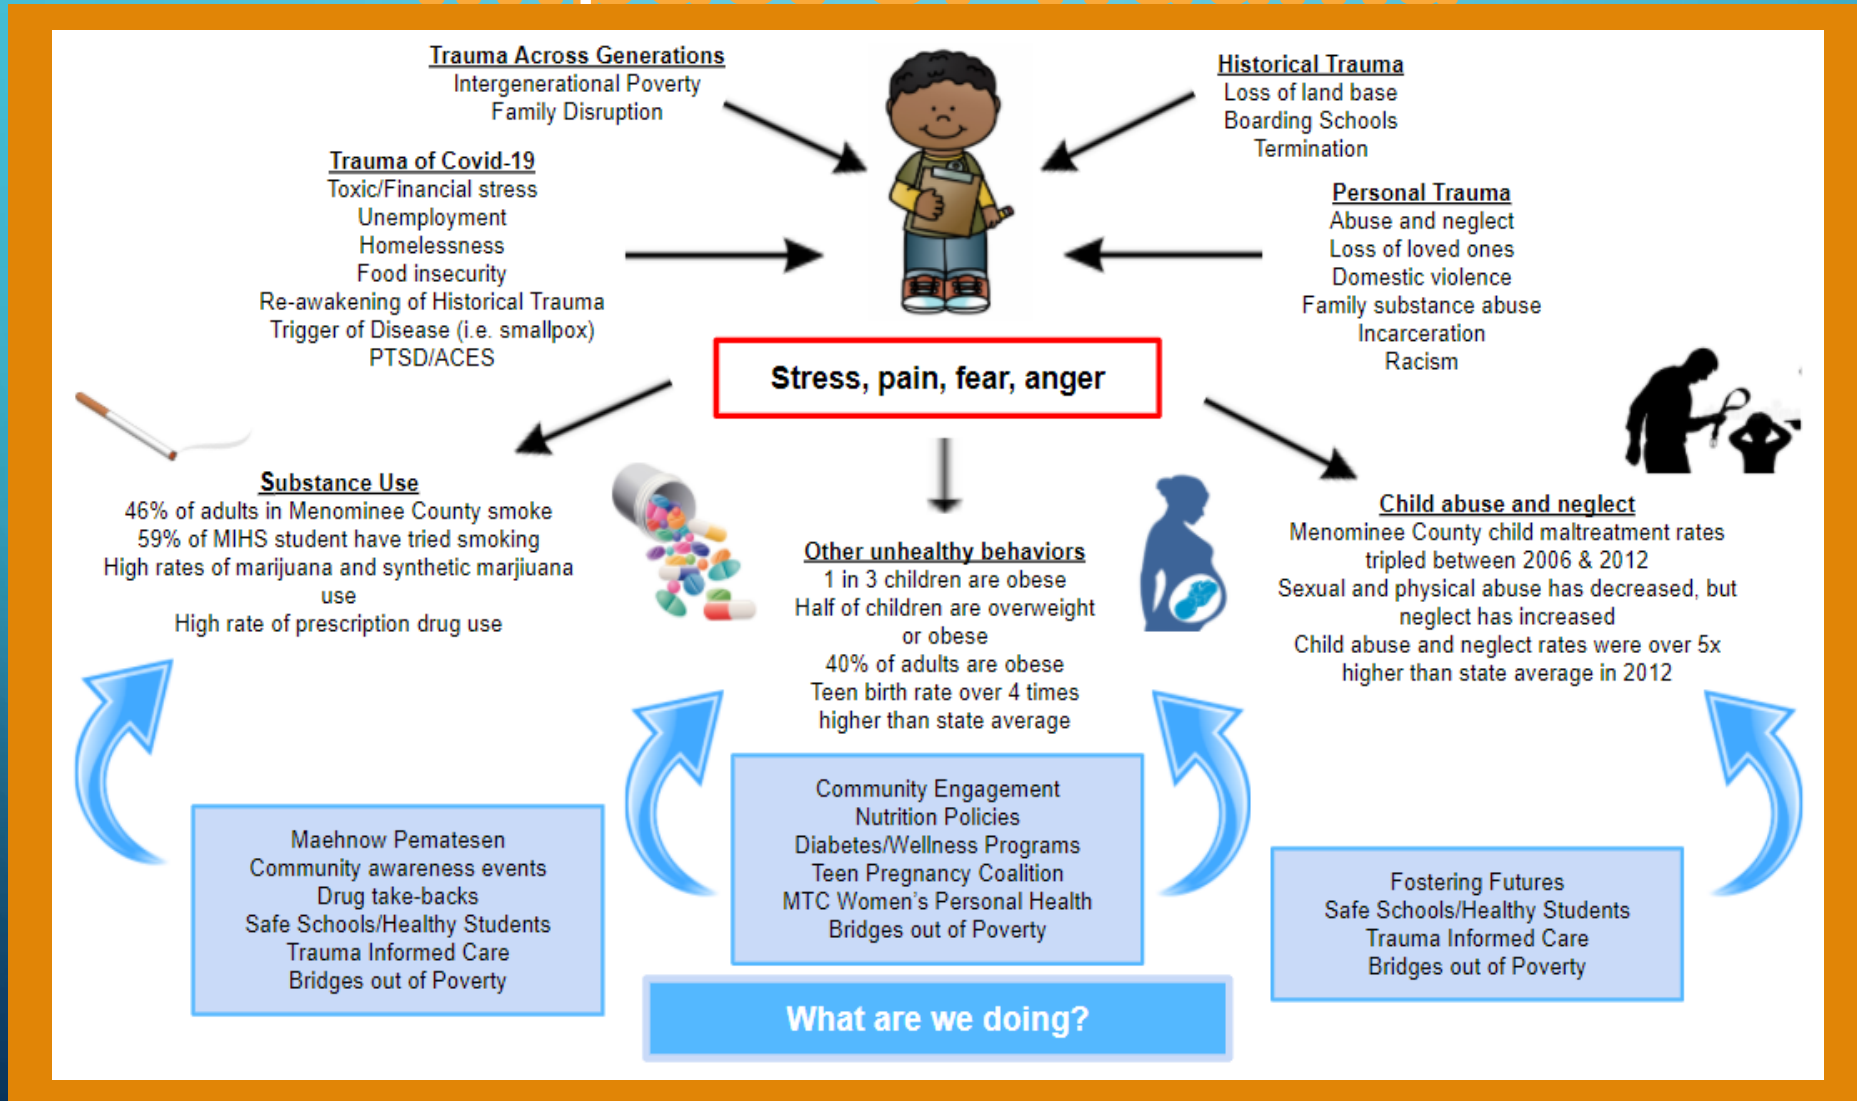 Trauma Across Generations
Intergenerational Poverty
Family Disruption
Historical Trauma
Loss of land base
Boarding Schools
Termination
Trauma of Covid-19
Toxic/Financial stress
Unemployment
Homelessness
Food insecurity
Re-awakening of Historical Trauma
Trigger of Disease (i.e. smallpox)
PTSD/ACES
Personal Trauma
Abuse and neglect
Loss of loved ones
Domestic violence
Family substance abuse
Incarceration
Racism
Stress, pain, fear, anger
Substance Use
46% of adults in Menominee County smoke
59% of MIHS student have tried smoking
High rates of marijuana and synthetic marjiuana
use
High rate of prescription drug use
Other unhealthy behaviors
1 in 3 children are obese
Half of children are overweight
or obese
40% of adults are obese
Teen birth rate over 4 times
higher than state average
Child abuse and neglect
Menominee County child maltreatment rates
tripled between 2006 & 2012
Sexual and physical abuse has decreased, but
neglect has increased
Child abuse and neglect rates were over 5x
higher than state average in 2012
Maehnow Pematesen
Community awareness events
Drug take-backs
Safe Schools/Healthy Students
Trauma Informed Care
Bridges out of Poverty
Community Engagement
Nutrition Policies
Diabetes/Wellness Programs
Teen Pregnancy Coalition
MTC Women's Personal Health
Bridges out of Poverty
Fostering Futures
Safe Schools/Healthy Students
Trauma Informed Care
Bridges out of Poverty
What are we doing?